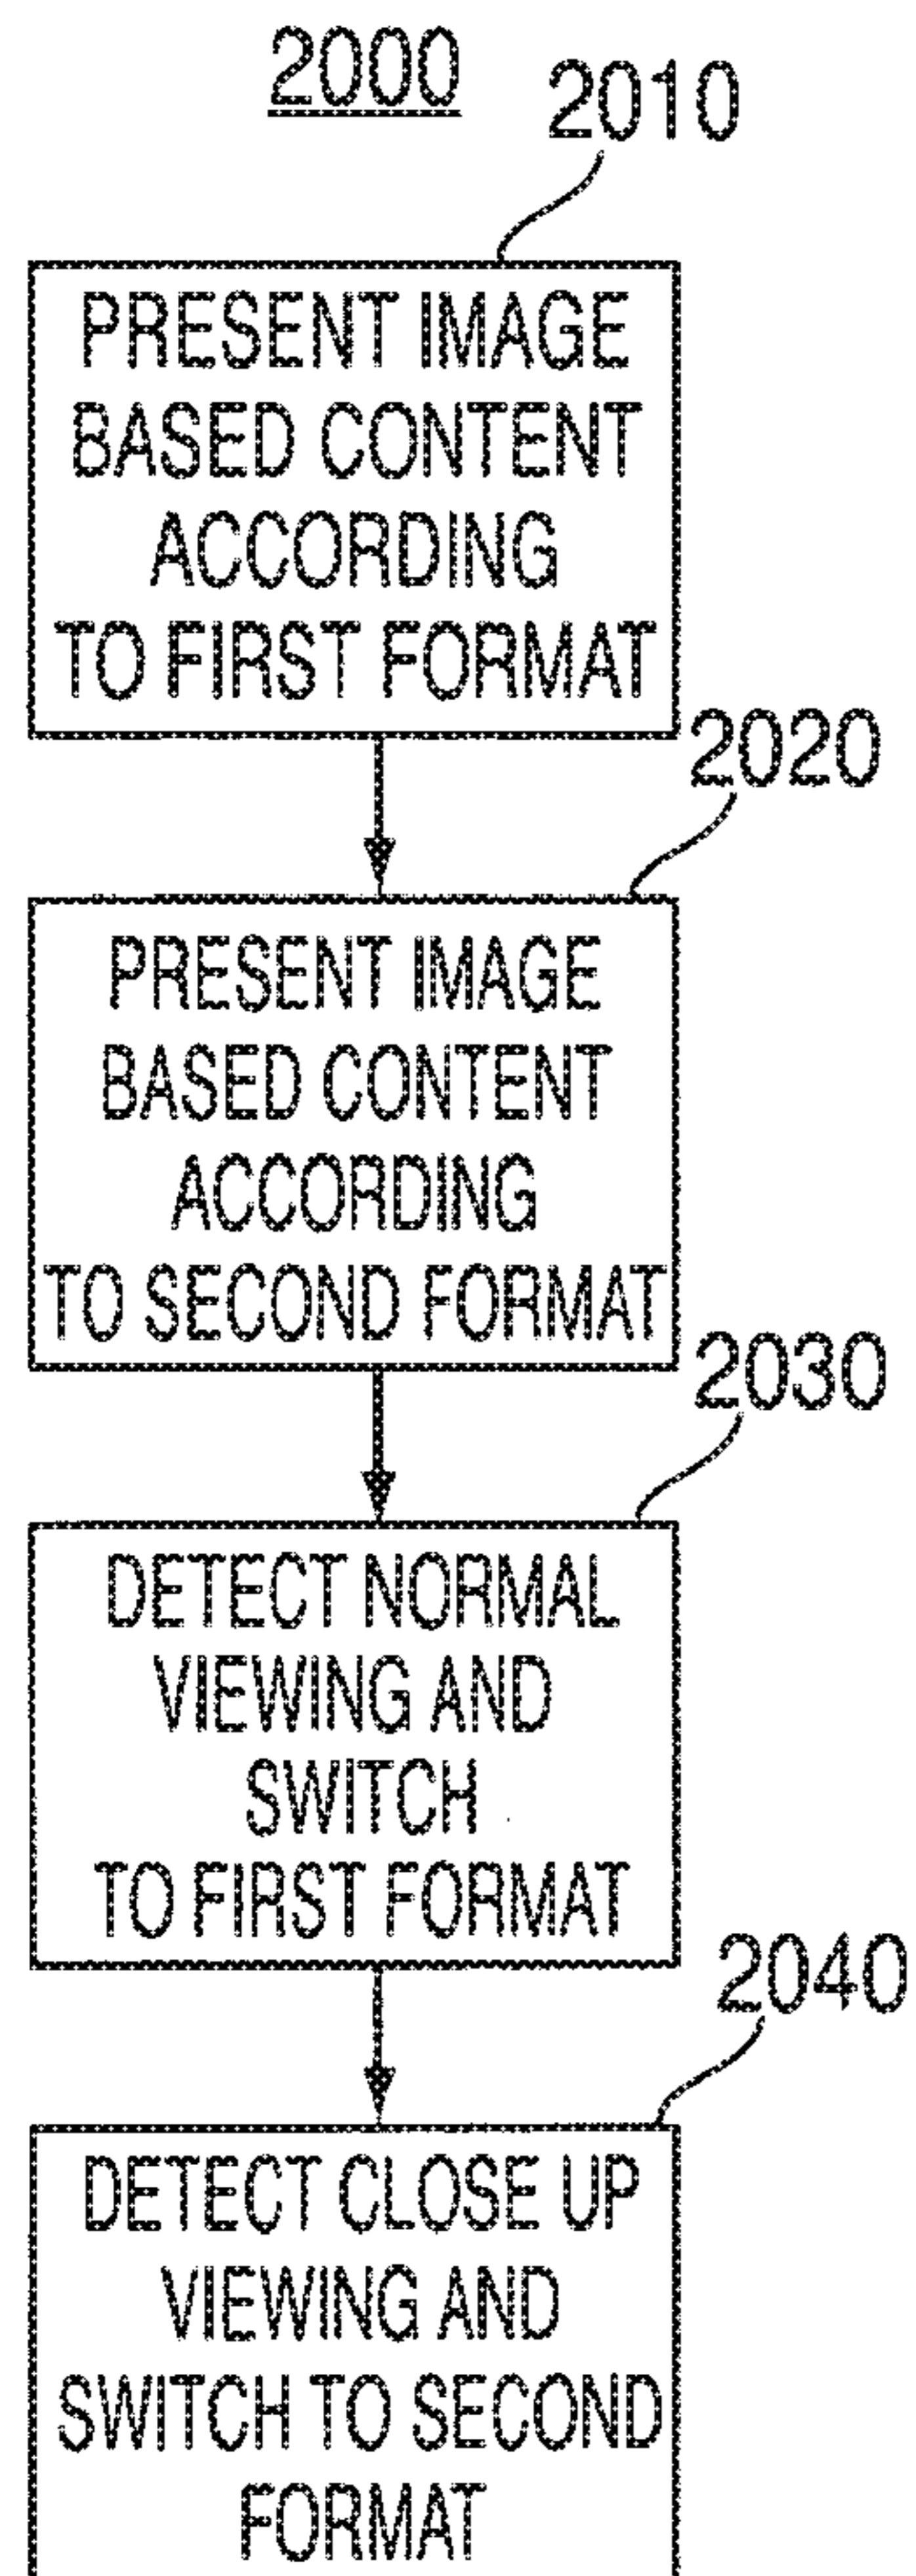 2000
2010
PRESENT IMAGE
BASED CONTENT
ACCORDING
TO FIRST FORMAT
2020
PRESENT IMAGE
BASED CONTENT
ACCORDING
TO SECOND FORMAT
2030
DETECT NORMAL
VIEWING AND
SWITCH
TO FIRST FORMAT
2040
DETECT CLOSE UP
VIEWING AND
SWITCH TO SECOND
FORMAT